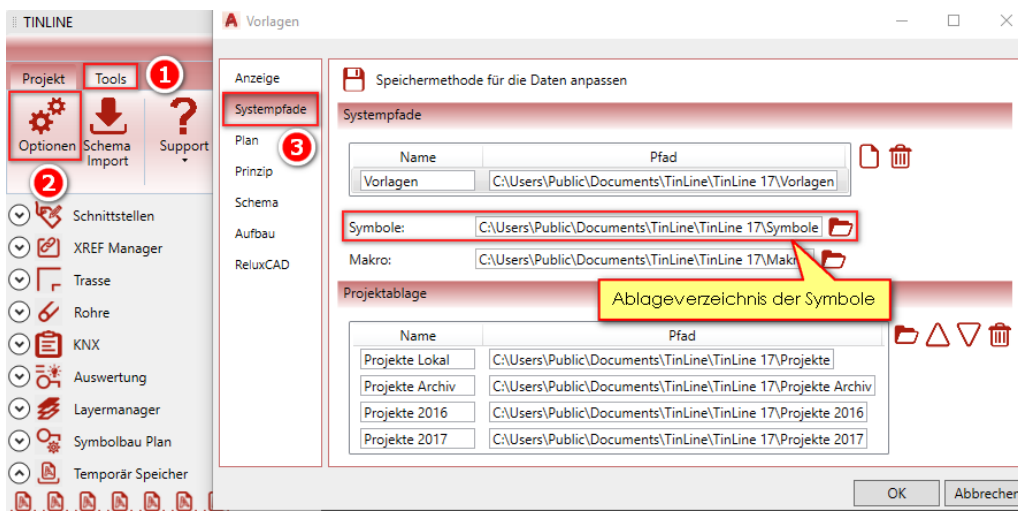 TINLINE
Projekt Tools 1
Optionen Schema Import Support
2
Schnittstellen
XREF Manager
Trasse
Rohre
KNX
Auswertung
Layermanager
Symbolbau Plan
Temporär Speicher
A Vorlagen
Anzeige
Systempfade
3
Plan
Prinzip
Schema
Aufbau
ReluxCAD
Speichermethode für die Daten anpassen
Systempfade
Name Pfad
Vorlagen C:\Users\Public\Documents\TinLine\TinLine 17\Vorlagen
Symbole: C:\Users\Public\Documents\TinLine\TinLine 17\Symbole
Makro: C:\Users\Public\Documents\TinLine\TinLine 17\Makr
Ablageverzeichnis der Symbole
Projektablage
Name Pfad
Projekte Lokal C:\Users\Public\Documents\TinLine\TinLine 17\Projekte
Projekte Archiv C:\Users\Public\Documents\TinLine\TinLine 17\Projekte Archiv
Projekte 2016 C:\Users\Public\Documents\TinLine\TinLine 17\Projekte 2016
Projekte 2017 C:\Users\Public\Documents\TinLine\TinLine 17\Projekte 2017
OK Abbrechen